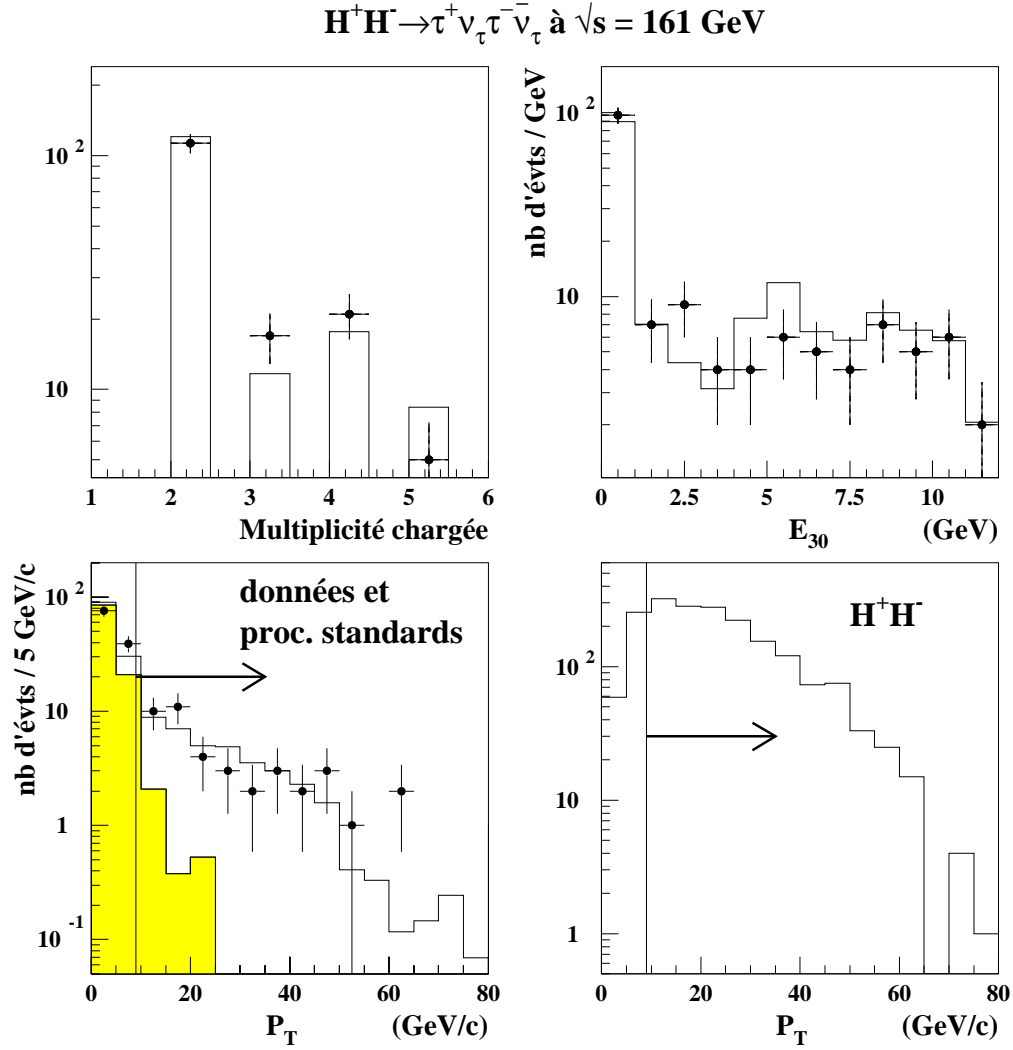 H⁺H⁻→τ⁺ν_τ τ⁻ν̄_τ à √s = 161 GeV
10²
10
1 2 3 4 5 6
Multiplicité chargée
nb d'évts / GeV
10²
10
0 2.5 5 7.5 10
E₃₀ (GeV)
nb d'évts / 5 GeV/c
10²
10
1
10⁻¹
données et
proc. standards
0 20 40 60 80
P_T (GeV/c)
H⁺H⁻
10²
10
1
0 20 40 60 80
P_T (GeV/c)